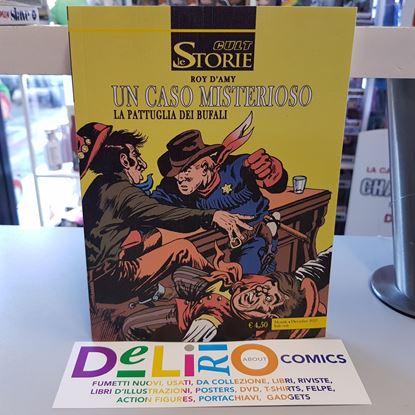 CULT
le STORIE
ROY D'AMY
UN CASO MISTERIOSO
LA PATTUGLIA DEI BUFALI
€ 4,50
DELIRIO ABOUT COMICS
FUMETTI NUOVI, USATI, DA COLLEZIONE, LIBRI, RIVISTE,
LIBRI D'ILLUSTRAZIONI, POSTERS, DVD, T-SHIRTS, FELPE,
ACTION FIGURES, PORTACHIAVI, GADGETS